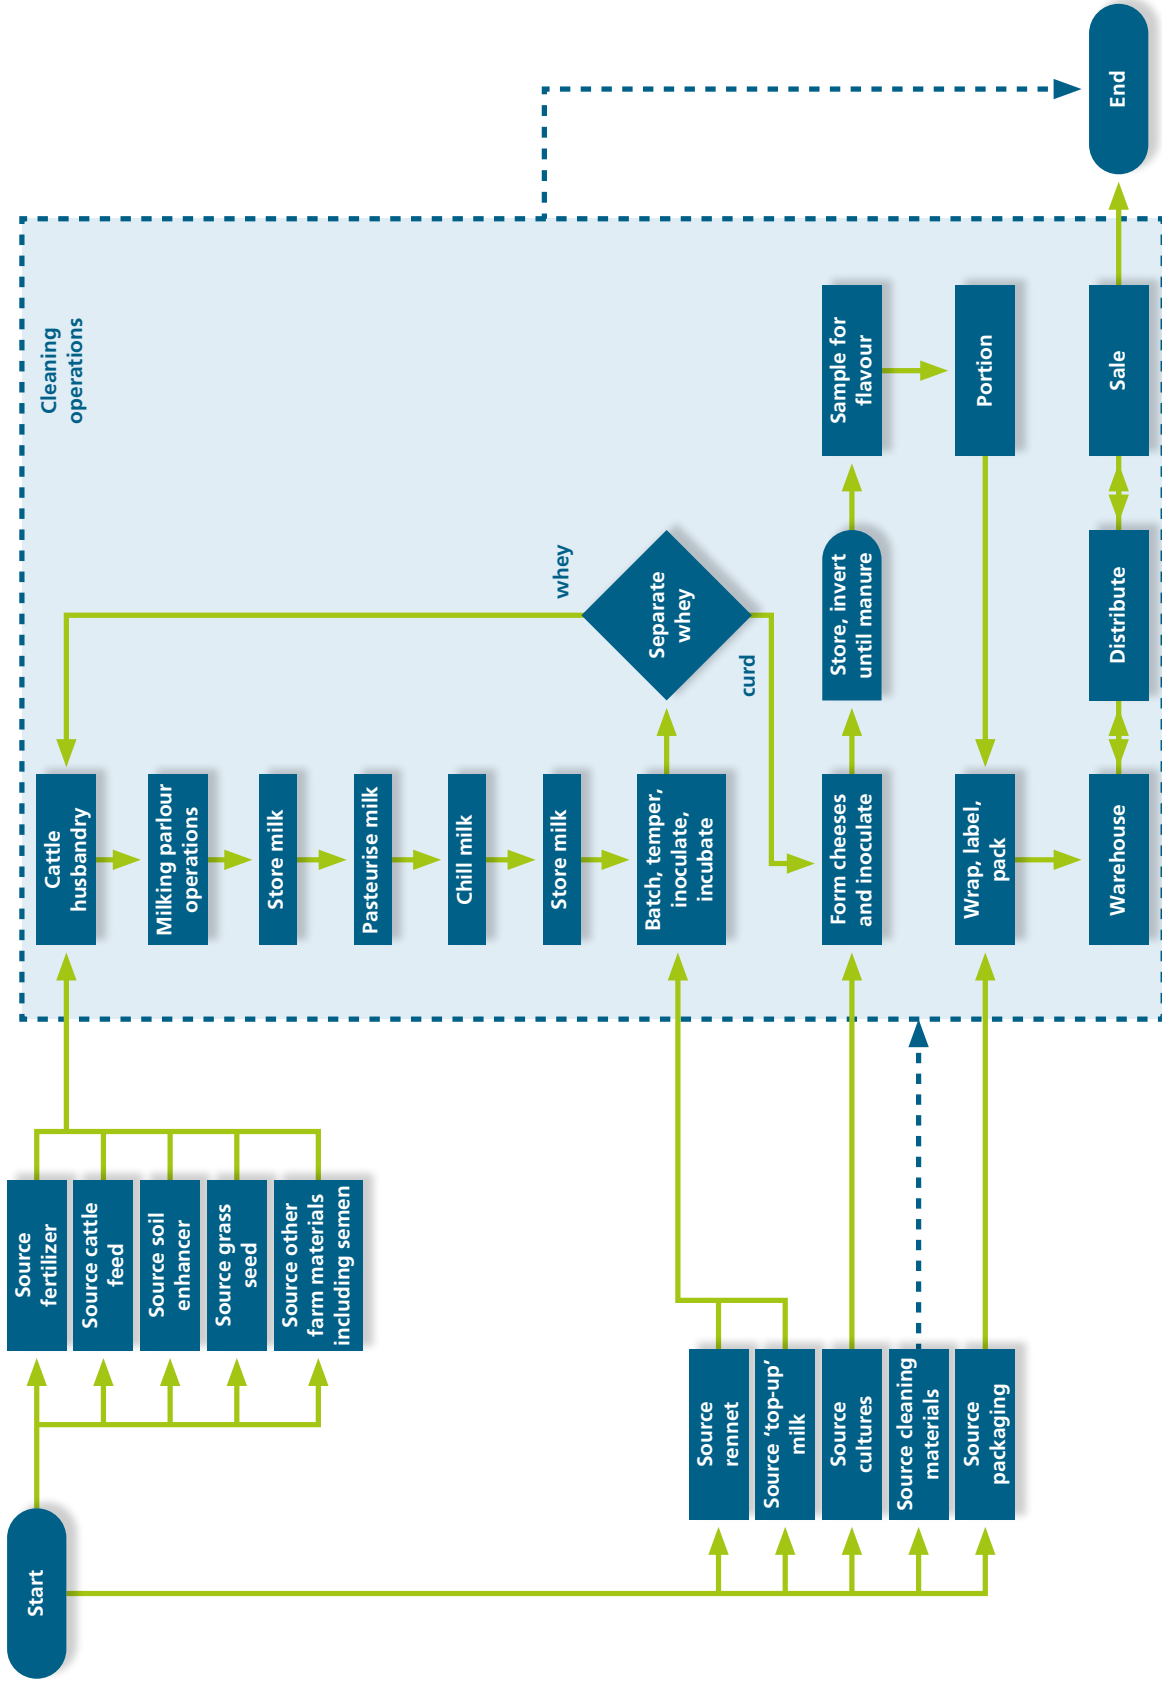 Start
Source
fertilizer
Source cattle
feed
Source soil
enhancer
Source grass
seed
Source other
farm materials
including semen
Source
rennet
Source ‘top-up’
milk
Source
cultures
Source cleaning
materials
Source
packaging
Cleaning
operations
Cattle
husbandry
Milking parlour
operations
Store milk
Pasteurise milk
Chill milk
Store milk
Batch, temper,
inoculate,
incubate
Separate
whey
whey
curd
Form cheeses
and inoculate
Store, invert
until manure
Sample for
flavour
Portion
Wrap, label,
pack
Warehouse
Distribute
Sale
End